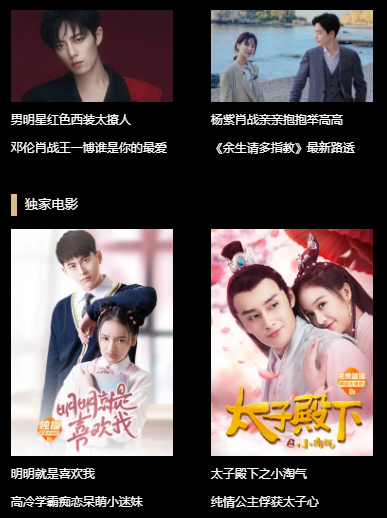 男明星红色西装太撩人
邓伦肖战王一博谁是你的最爱
杨紫肖战亲亲抱抱举高高
《余生请多指教》最新路透
独家电影
明明就是
喜欢我
独播
明明就是喜欢我
高冷学霸痴恋呆萌小迷妹
太子殿下
之小淘气
太子殿下之小淘气
纯情公主俘获太子心